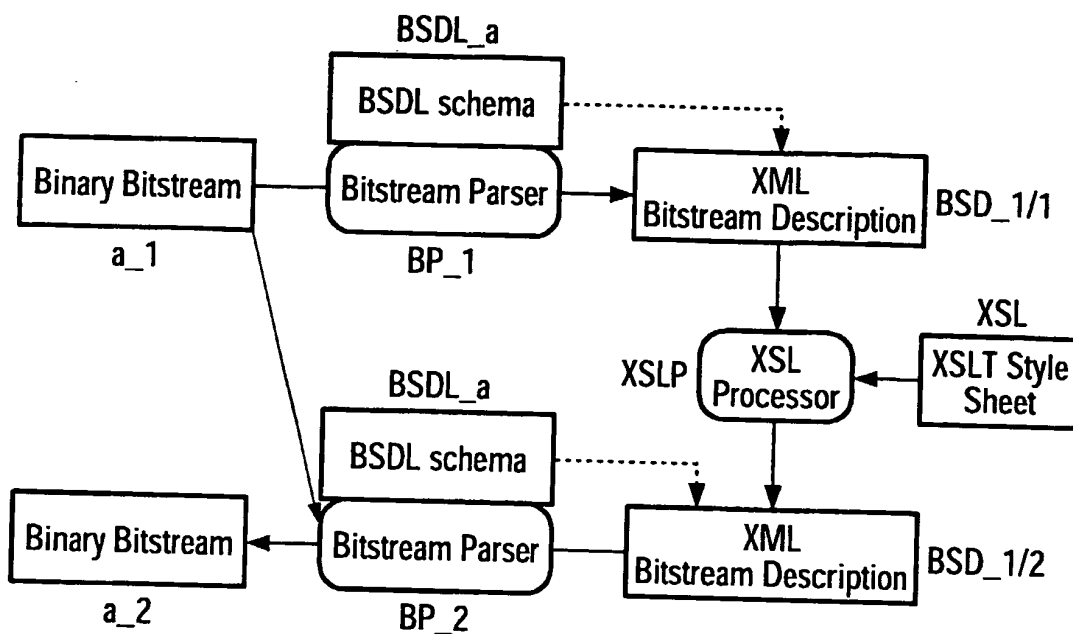 BSDL_a
BSDL schema
Binary Bitstream
Bitstream Parser
XML
Bitstream Description
BSD_1/1
a_1
BP_1
XSL
XSLP
XSL
Processor
XSLT Style
Sheet
BSDL_a
BSDL schema
Binary Bitstream
Bitstream Parser
XML
Bitstream Description
BSD_1/2
a_2
BP_2